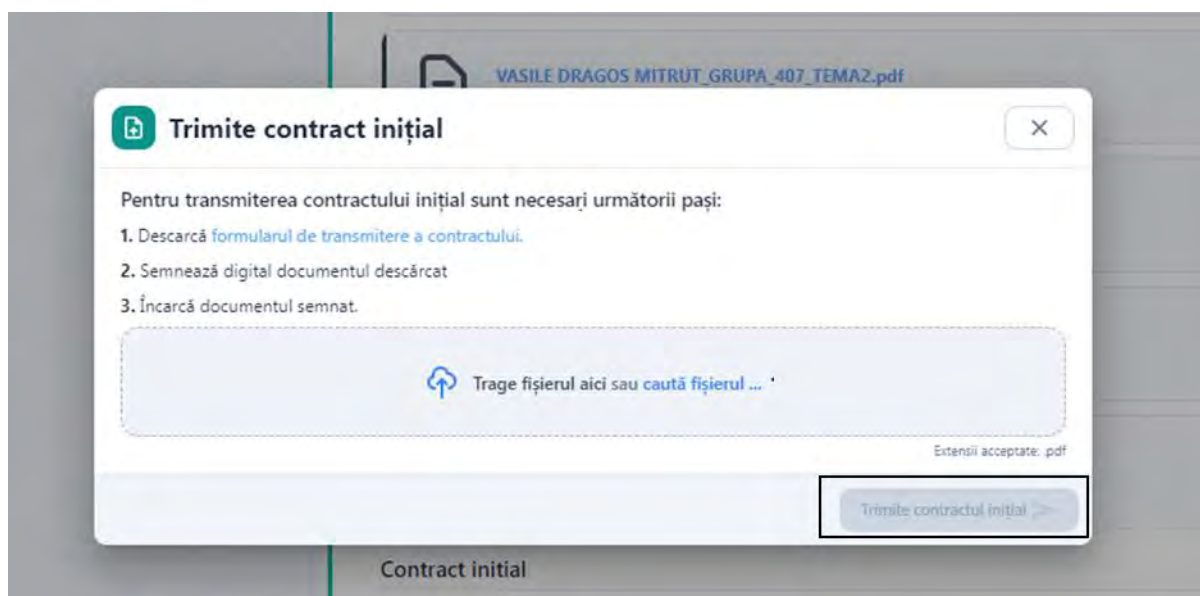 VASILE DRAGOS MITRUT_GRUPA_407_TEMA2.pdf
Trimite contract inițial
Pentru transmiterea contractului inițial sunt necesari următorii pași:
1. Descarcă formularul de transmitere a contractului.
2. Semnează digital documentul descărcat
3. Încarcă documentul semnat.
Trage fișierul aici sau caută fișierul ...
Extensii acceptate: .pdf
Trimite contractul inițial
Contract initial